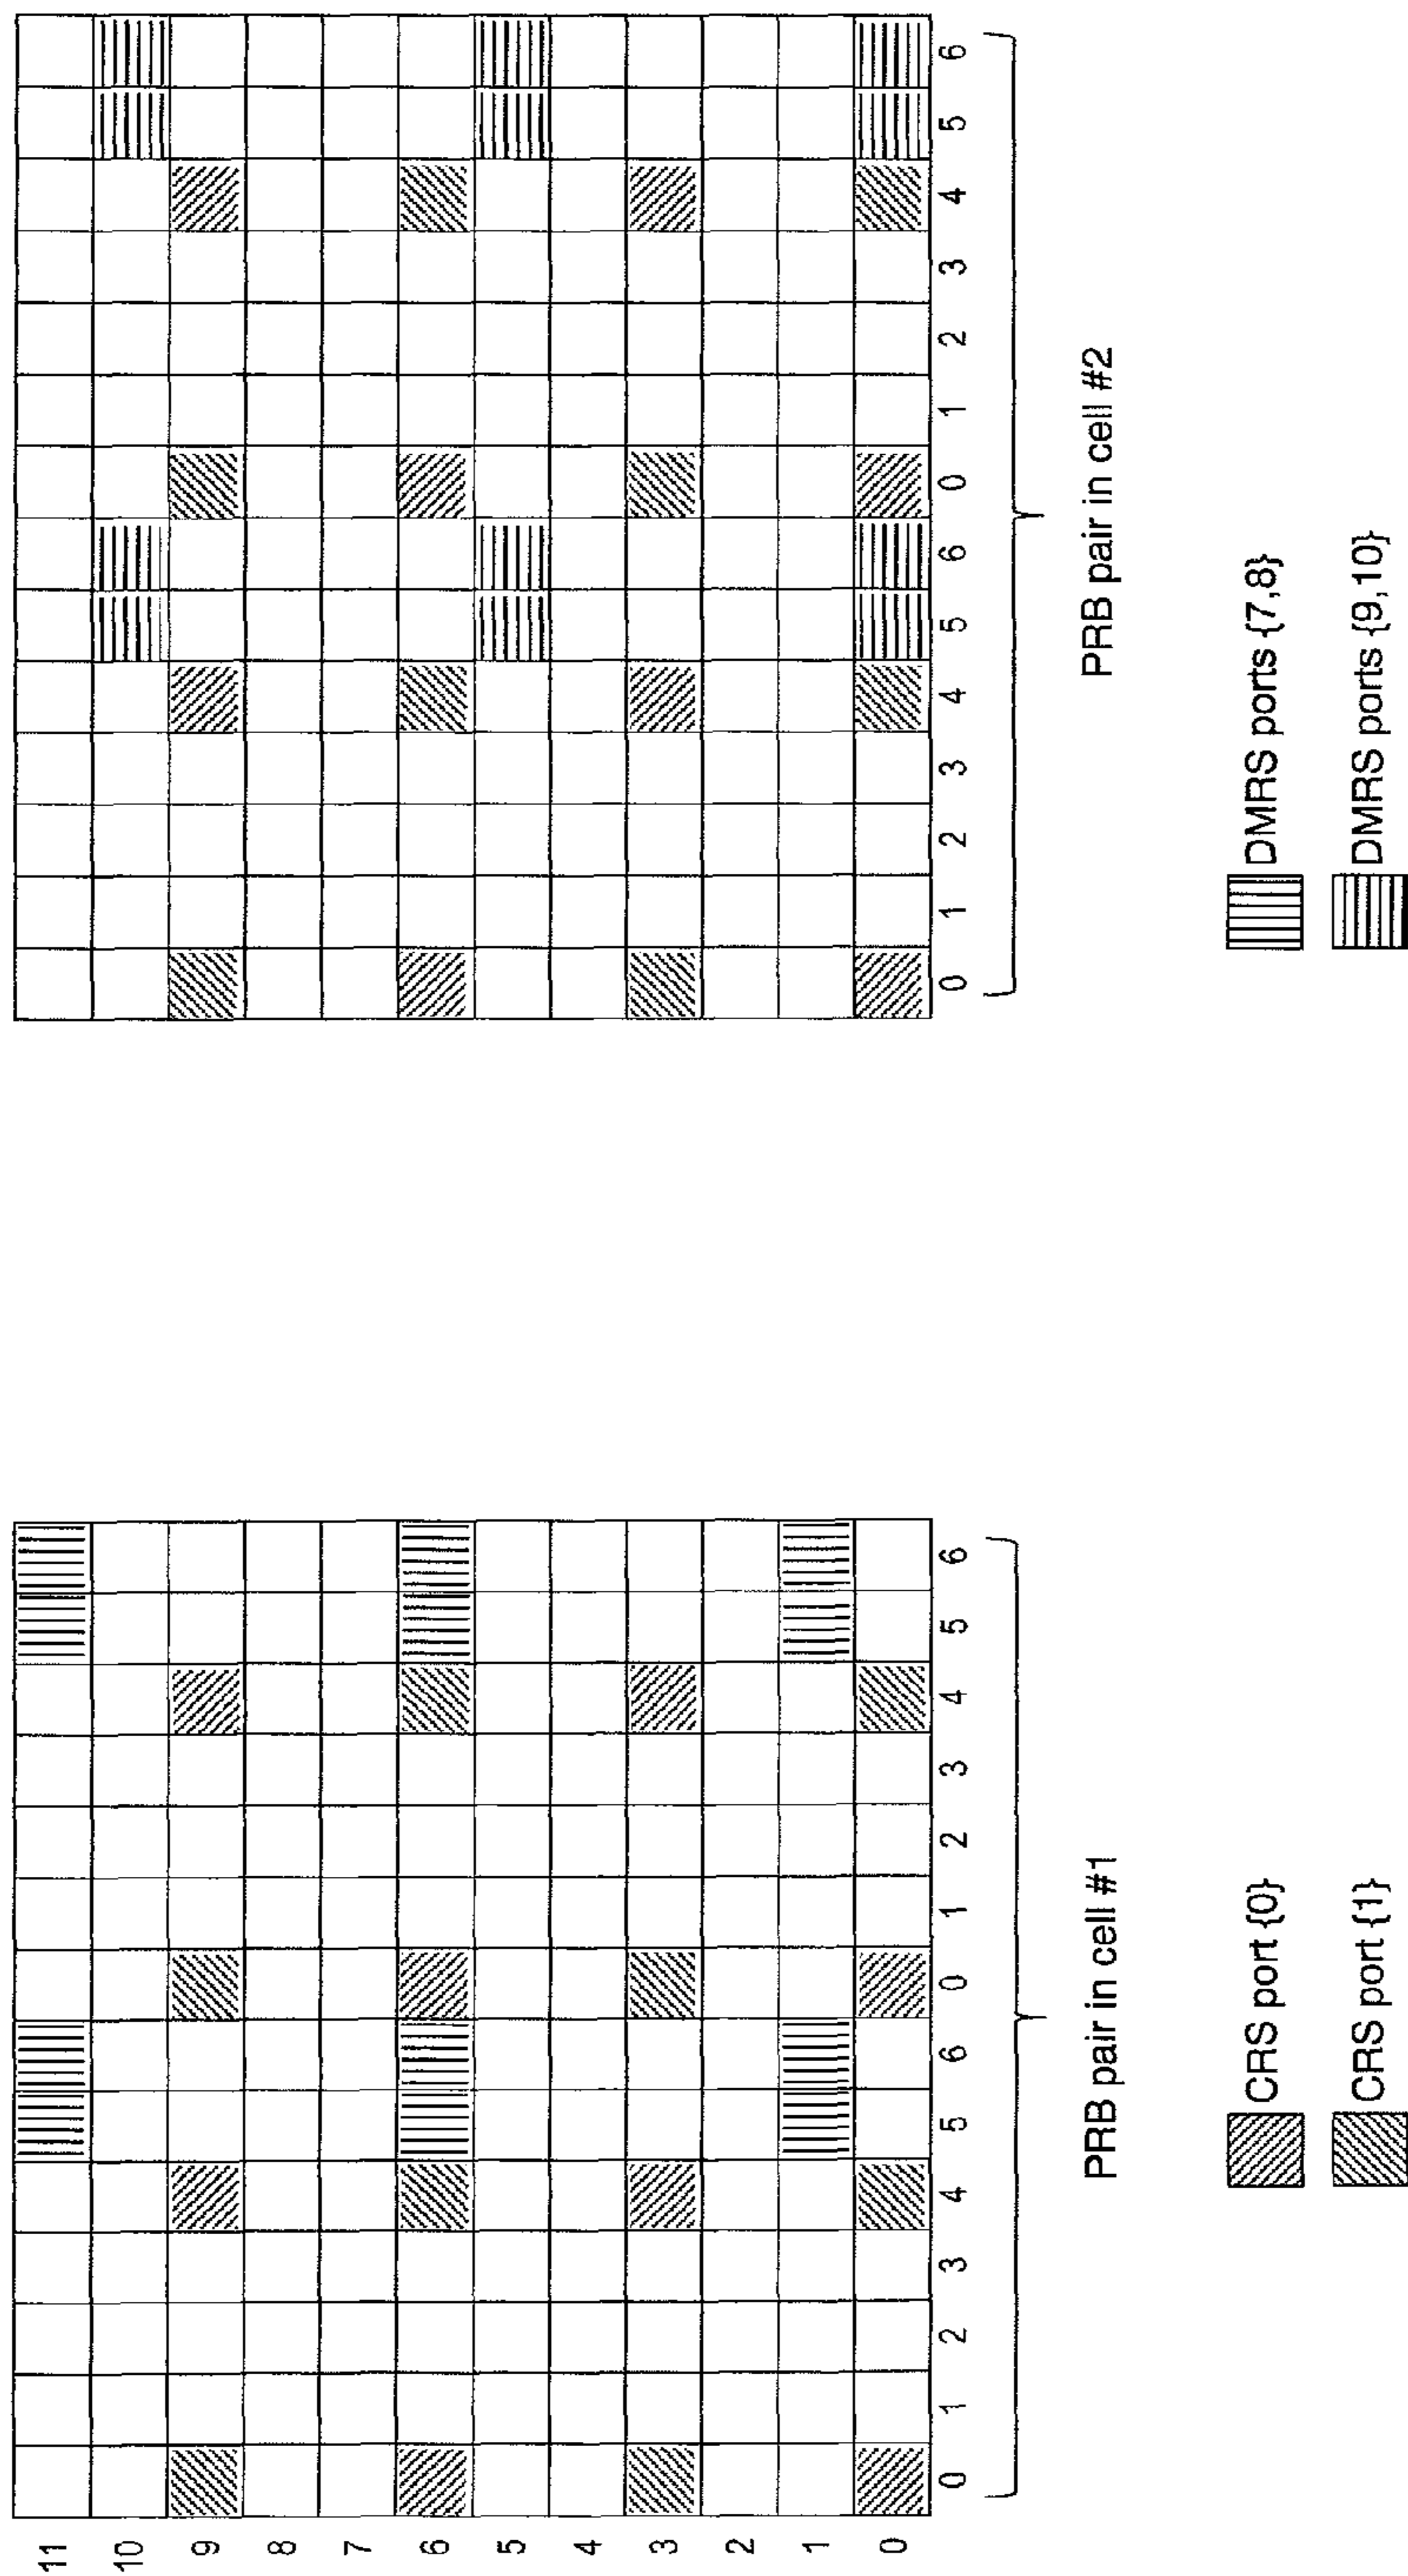 11
10
9
8
7
6
5
4
3
2
1
0
0 1 2 3 4 5 6 0 1 2 3 4 5 6
0 1 2 3 4 5 6 0 1 2 3 4 5 6
PRB pair in cell #1
PRB pair in cell #2
CRS port {0}
DMRS ports {7,8}
CRS port {1}
DMRS ports {9,10}